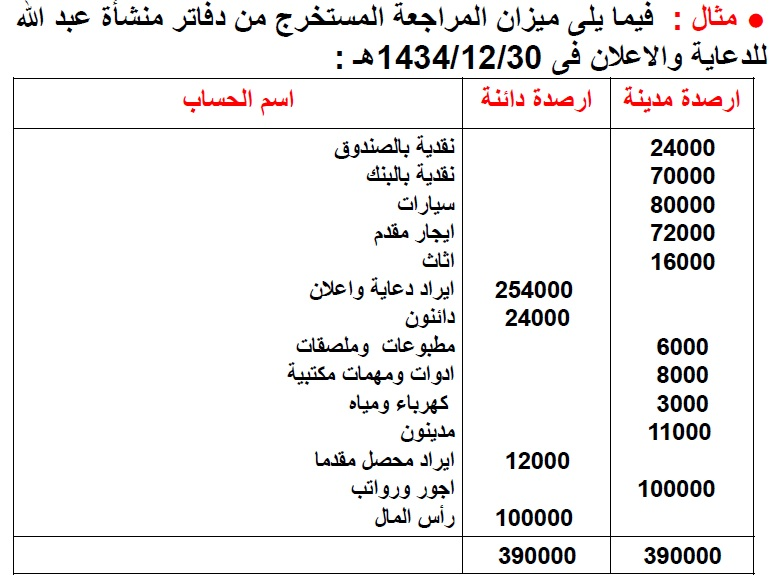 ● مثال : فيما يلى ميزان المراجعة المستخرج من دفاتر منشأة عبد الله
للدعاية والاعلان فى 1434/12/30هـ :
ارصدة مدينة ارصدة دائنة اسم الحساب
24000 نقدية بالصندوق
70000 نقدية بالبنك
80000 سيارات
72000 ايجار مقدم
16000 اثاث
254000 ايراد دعاية واعلان
24000 دائنون
6000 مطبوعات وملصقات
8000 ادوات ومهمات مكتبية
3000 كهرباء ومياه
11000 مدينون
12000 ايراد محصل مقدما
100000 اجور ورواتب
100000 رأس المال
390000 390000